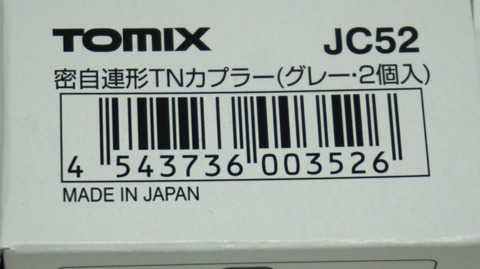 TOMIX JC52
密自連形TNカプラー(グレー・2個入)
4 543736 003526
MADE IN JAPAN